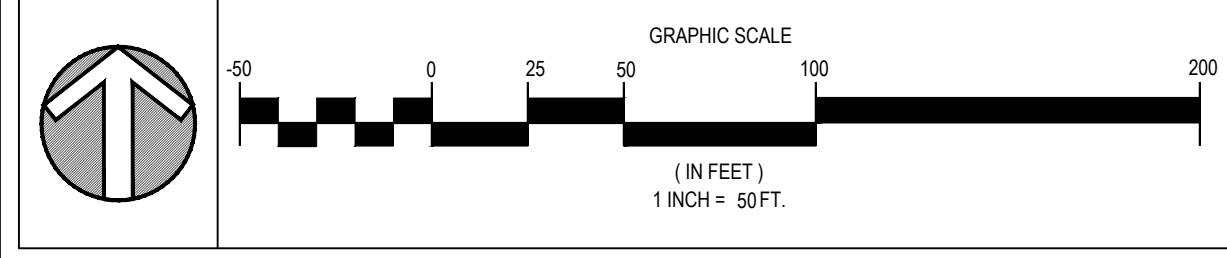 GRAPHIC SCALE
-50 0 25 50 100 200
( IN FEET )
1 INCH = 50 FT.